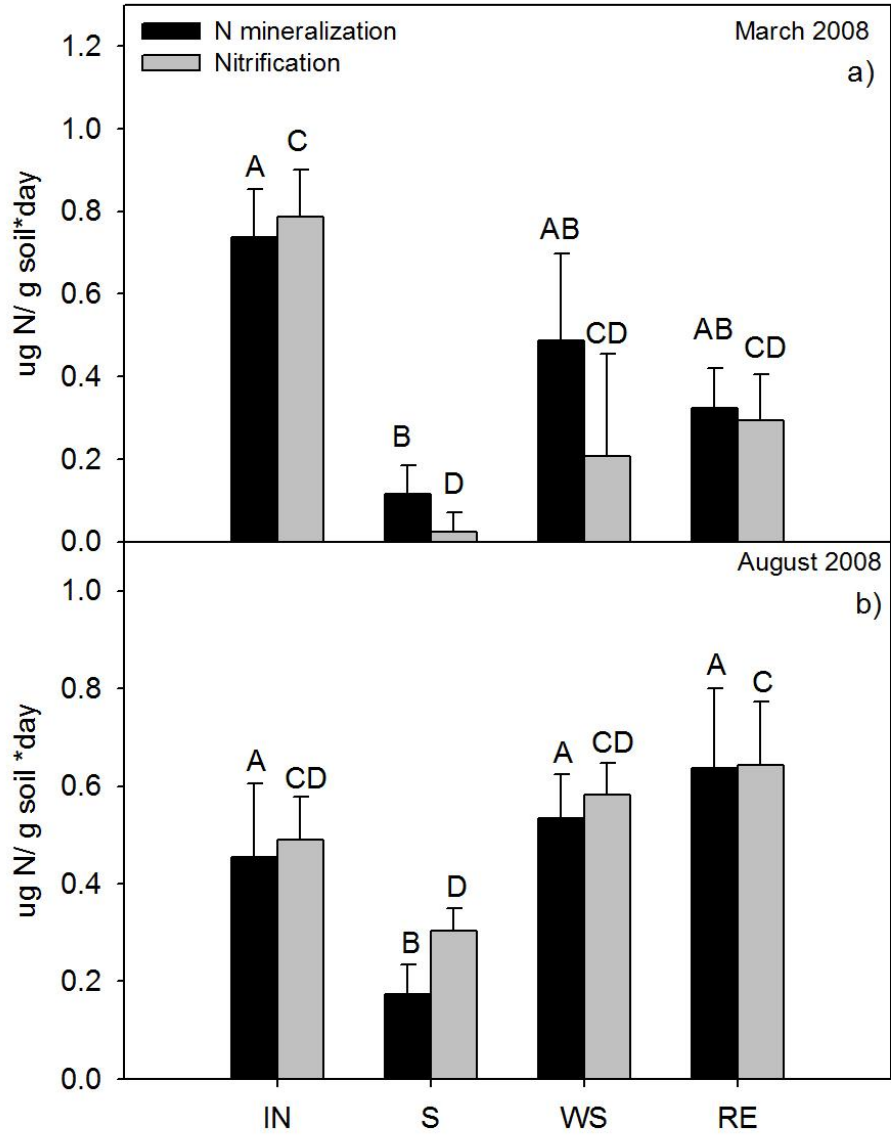 N mineralization
Nitrification
March 2008
a)
ug N/ g soil*day
1.2
1.0
0.8
0.6
0.4
0.2
0.0
A
C
B
D
AB
CD
AB
CD
August 2008
b)
ug N/ g soil *day
1.0
0.8
0.6
0.4
0.2
0.0
A
CD
B
D
A
CD
A
C
IN
S
WS
RE